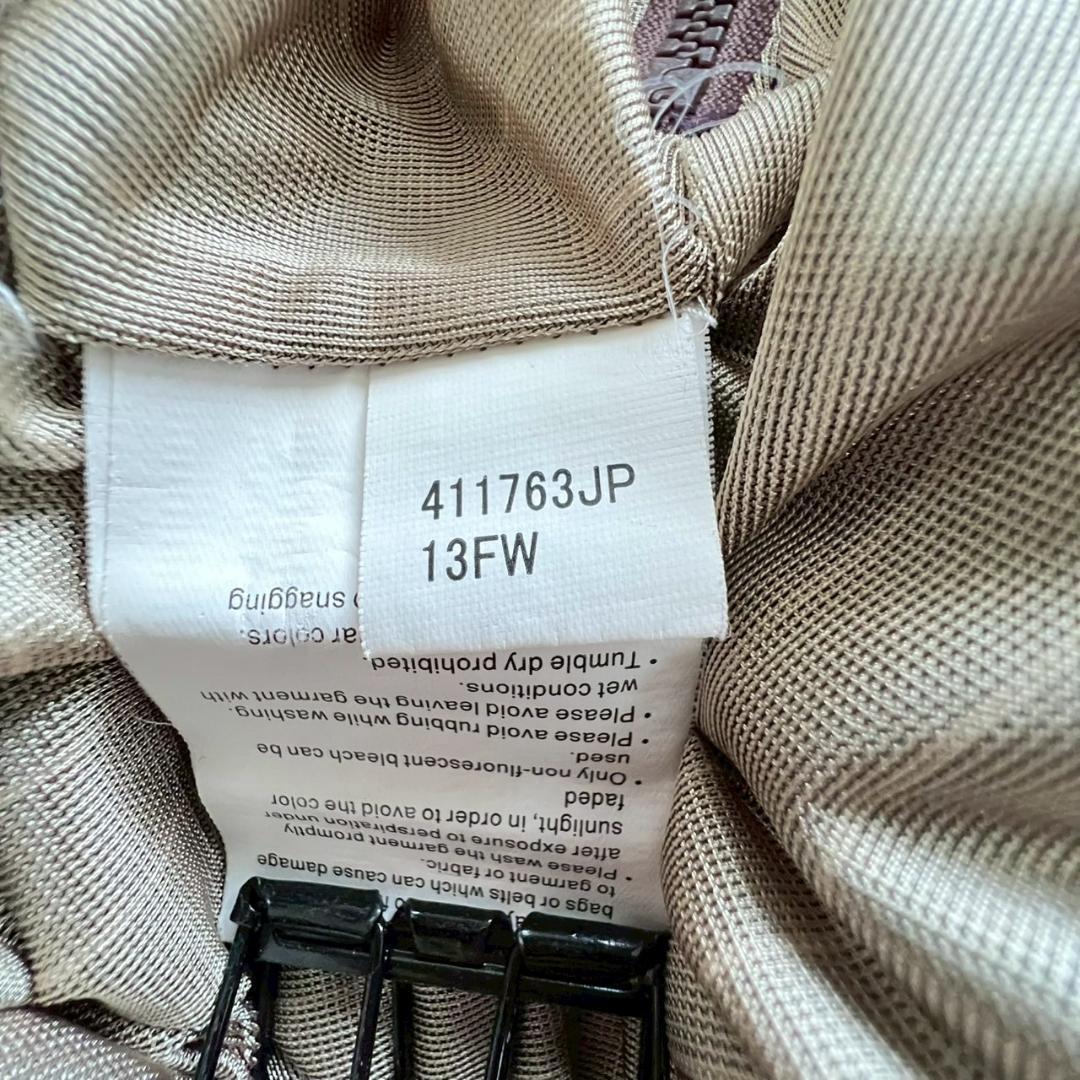 411763JP
13FW
bags or belts which can cause damage
to garment or fabric.
• Please wash the garment promptly
after exposure to perspiration under
sunlight, in order to avoid the color
faded
• Only non-fluorescent bleach can be
used.
• Please avoid rubbing while washing.
• Please avoid leaving the garment with
wet conditions.
• Tumble dry prohibited.
colors.
snagging